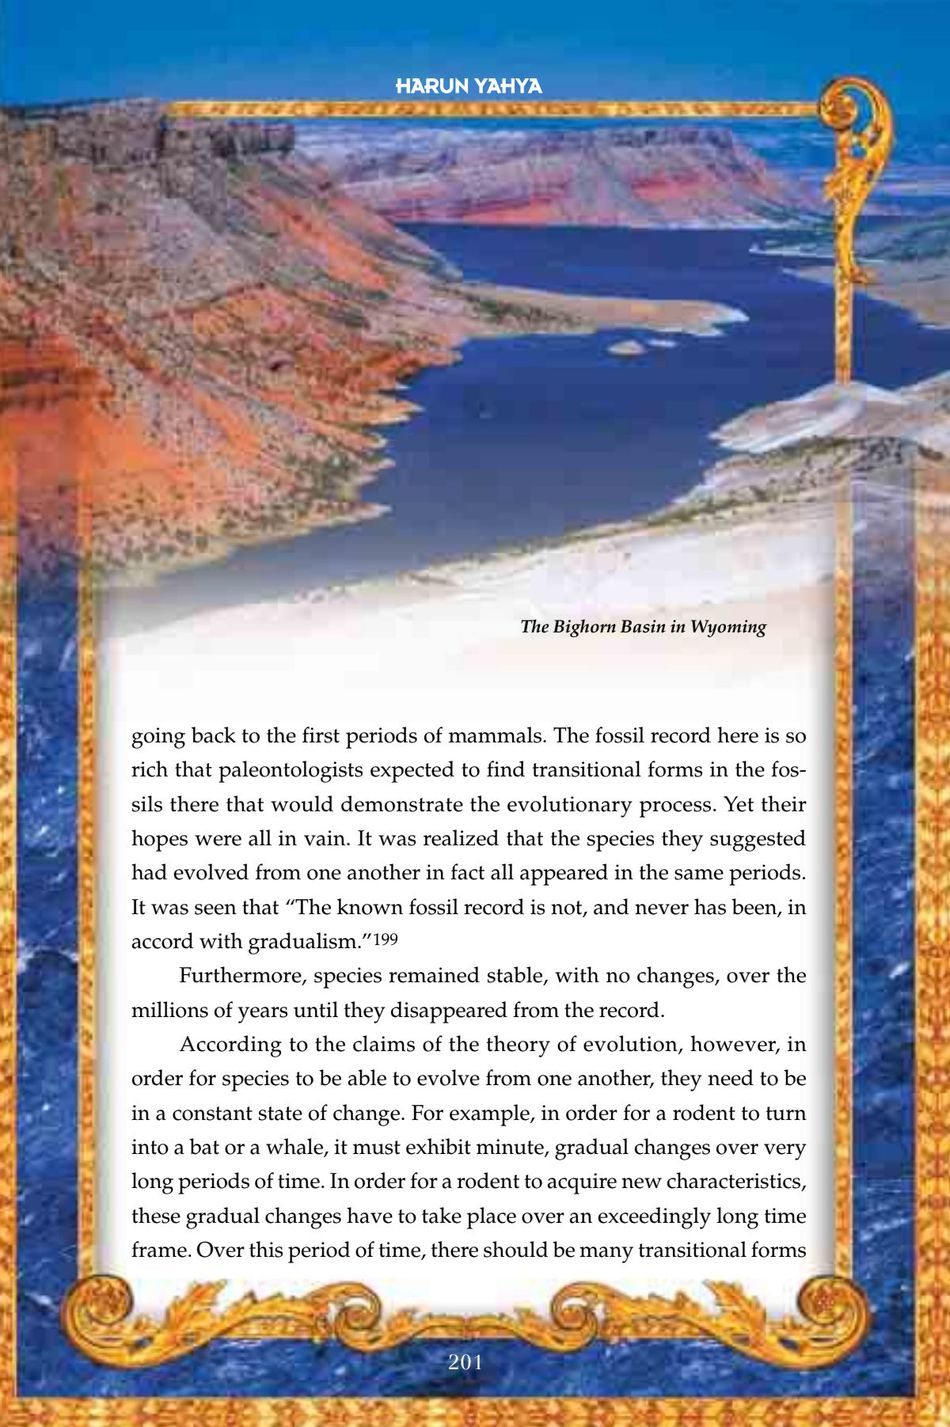 HARUN YAHYA
The Bighorn Basin in Wyoming
going back to the first periods of mammals. The fossil record here is so
rich that paleontologists expected to find transitional forms in the fos-
sils there that would demonstrate the evolutionary process. Yet their
hopes were all in vain. It was realized that the species they suggested
had evolved from one another in fact all appeared in the same periods.
It was seen that “The known fossil record is not, and never has been, in
accord with gradualism.”199
Furthermore, species remained stable, with no changes, over the
millions of years until they disappeared from the record.
According to the claims of the theory of evolution, however, in
order for species to be able to evolve from one another, they need to be
in a constant state of change. For example, in order for a rodent to turn
into a bat or a whale, it must exhibit minute, gradual changes over very
long periods of time. In order for a rodent to acquire new characteristics,
these gradual changes have to take place over an exceedingly long time
frame. Over this period of time, there should be many transitional forms
201